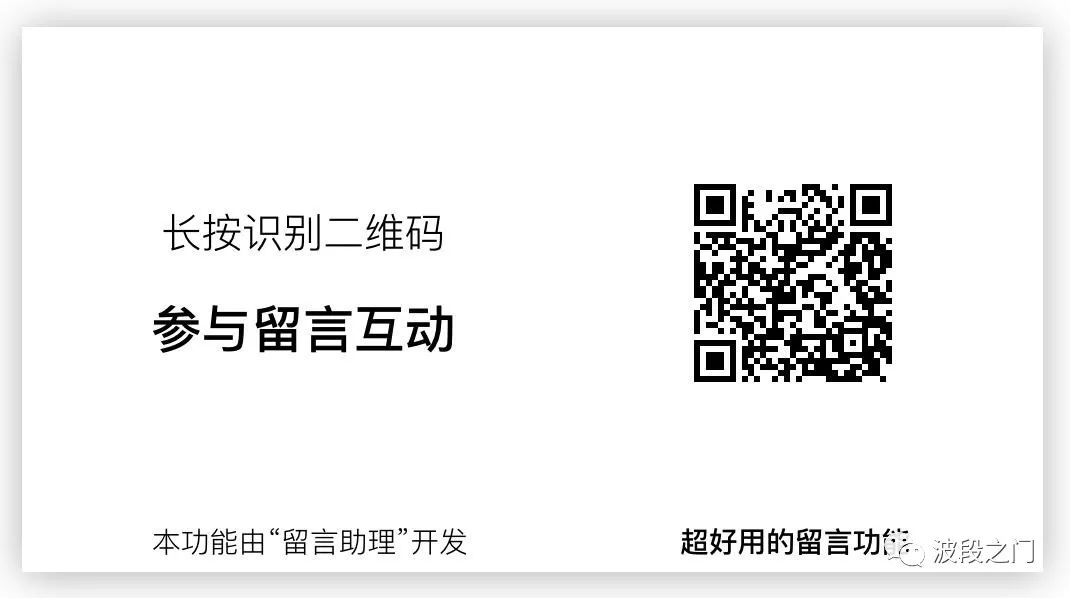 长按识别二维码
参与留言互动
本功能由“留言助理”开发
超好用的留言功能
波段之门